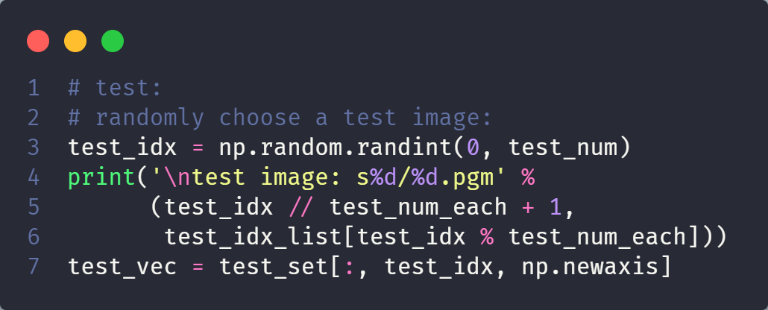 1 # test:
2 # randomly choose a test image:
3 test_idx = np.random.randint(0, test_num)
4 print('\ntest image: s%d/%d.pgm' %
5       (test_idx // test_num_each + 1,
6        test_idx_list[test_idx % test_num_each]))
7 test_vec = test_set[:, test_idx, np.newaxis]